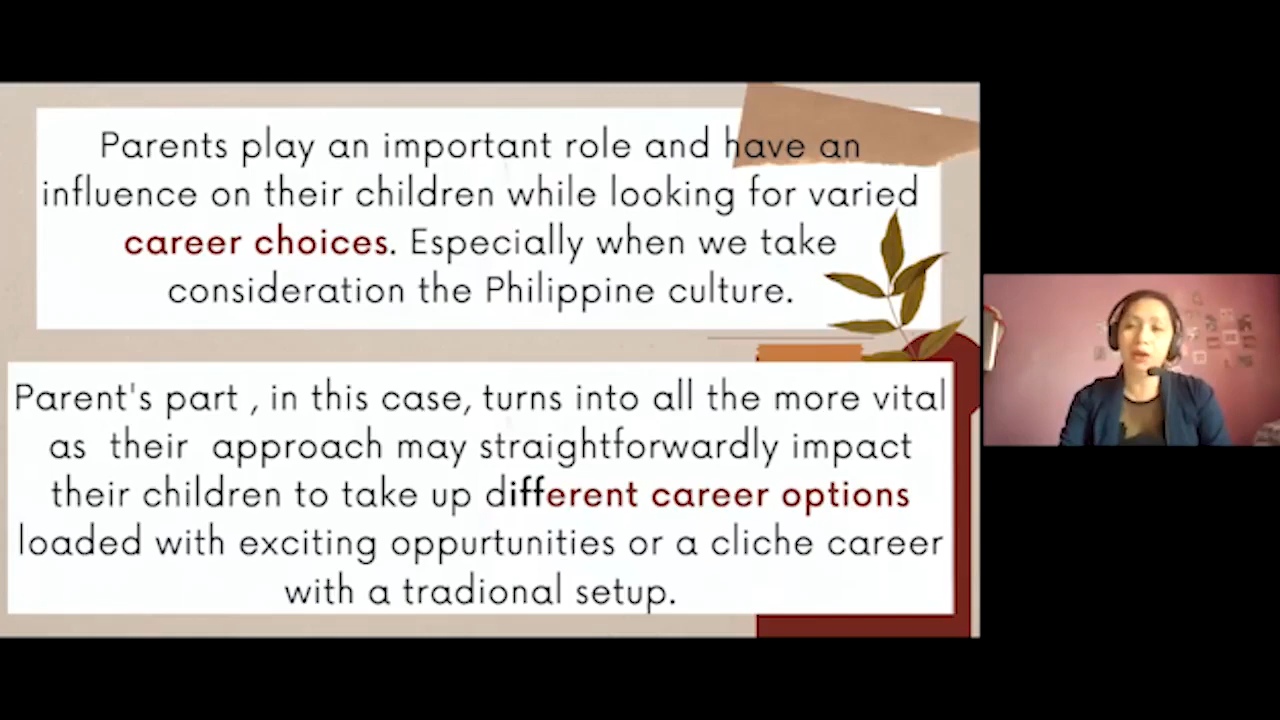 Parents play an important role and have an
influence on their children while looking for varied
career choices. Especially when we take
consideration the Philippine culture.
Parent's part , in this case, turns into all the more vital
as their approach may straightforwardly impact
their children to take up different career options
loaded with exciting oppurtunities or a cliche career
with a tradional setup.